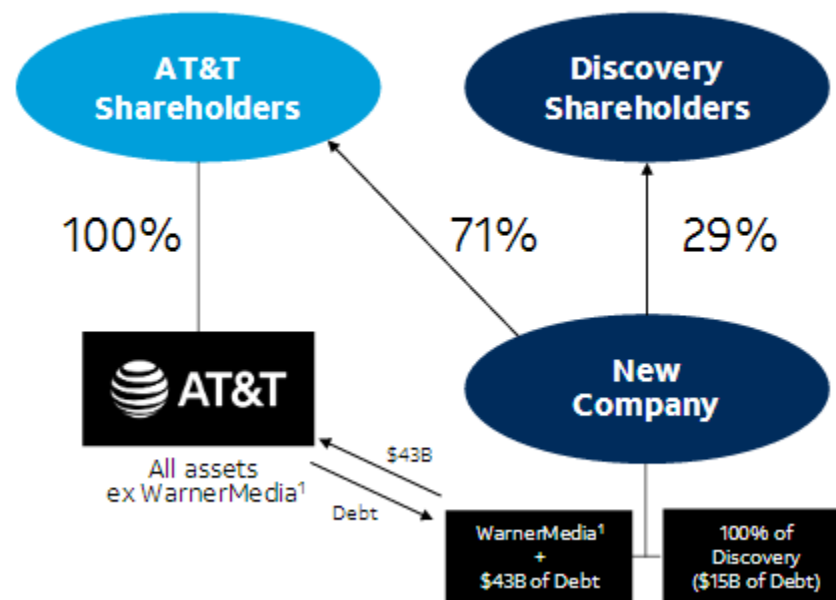 AT&T
Shareholders
Discovery
Shareholders
100%
71%
29%
AT&T
New
Company
All assets
ex WarnerMedia¹
$43B
Debt
WarnerMedia¹
+
$43B of Debt
100% of
Discovery
($15B of Debt)